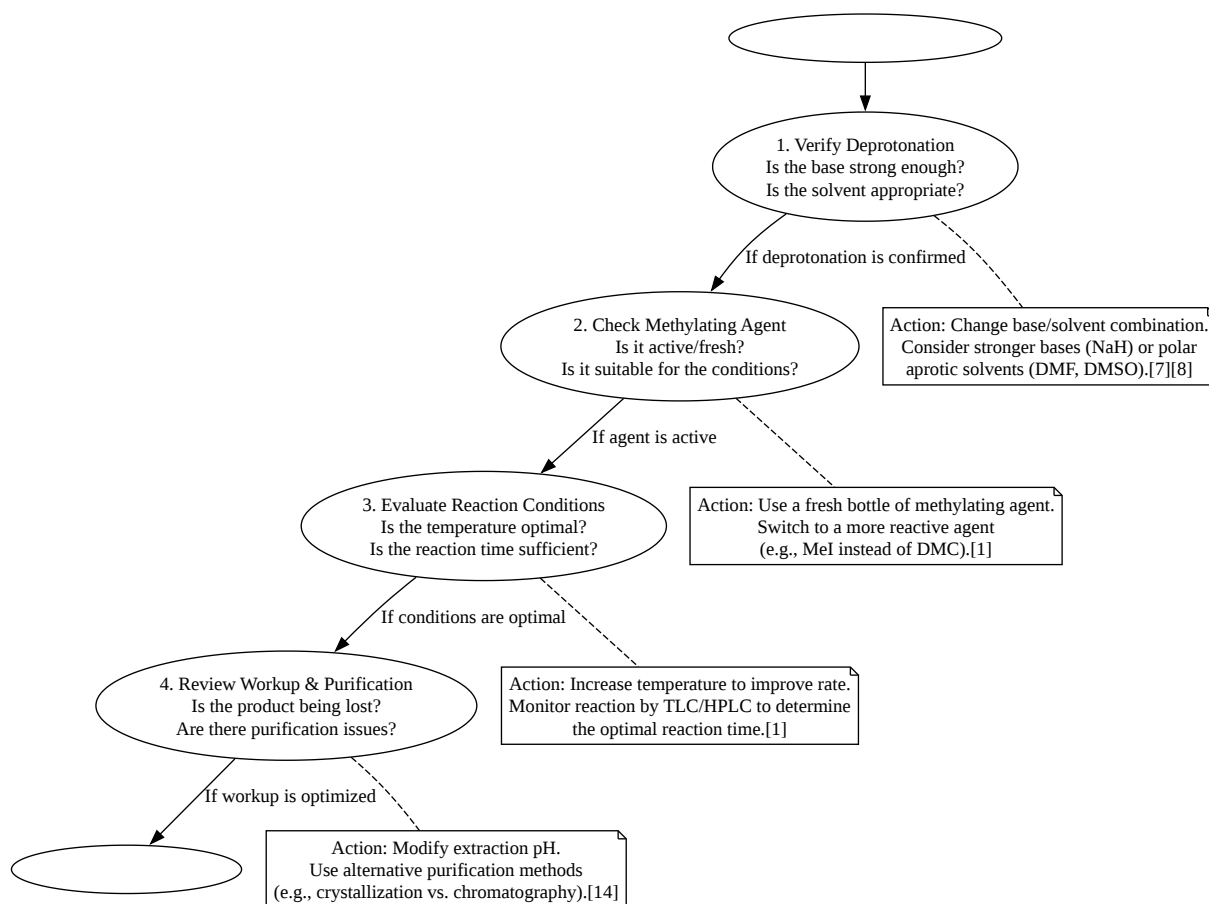 1. Verify Deprotonation
Is the base strong enough?
Is the solvent appropriate?
If deprotonation is confirmed
Action: Change base/solvent combination.
Consider stronger bases (NaH) or polar
aprotic solvents (DMF, DMSO).[7][8]
2. Check Methylating Agent
Is it active/fresh?
Is it suitable for the conditions?
If agent is active
Action: Use a fresh bottle of methylating agent.
Switch to a more reactive agent
(e.g., MeI instead of DMC).[1]
3. Evaluate Reaction Conditions
Is the temperature optimal?
Is the reaction time sufficient?
If conditions are optimal
Action: Increase temperature to improve rate.
Monitor reaction by TLC/HPLC to determine
the optimal reaction time.[1]
4. Review Workup & Purification
Is the product being lost?
Are there purification issues?
If workup is optimized
Action: Modify extraction pH.
Use alternative purification methods
(e.g., crystallization vs. chromatography).[14]